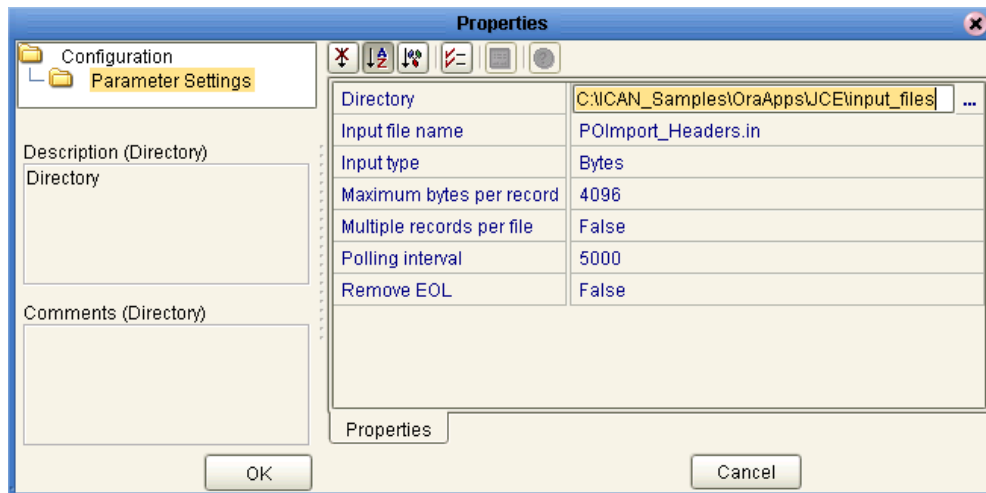 Properties
Configuration
Parameter Settings
Description (Directory)
Directory
Comments (Directory)
Directory C:\ICAN_Samples\OraApps\JCE\input_files ...
Input file name POImport_Headers.in
Input type Bytes
Maximum bytes per record 4096
Multiple records per file False
Polling interval 5000
Remove EOL False
Properties
OK Cancel